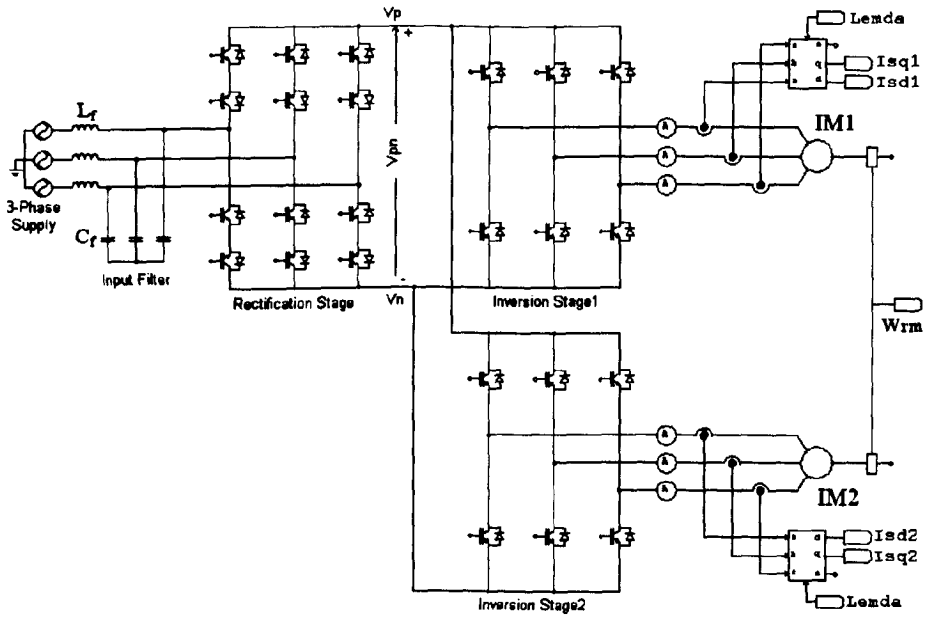 Vp
+
Lemda
Isq1
Isd1
Lf
IM1
Vpn
3-Phase
Supply
Cf
Input Filter
-
Rectification Stage
Vn
Inversion Stage1
Wrm
A
A
A
A
A
A
IM2
Isd2
Isq2
Lemda
Inversion Stage2